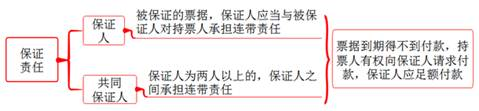 保证
责任
保证
人
被保证的票据，保证人应当与被保
证人对持票人承担连带责任
共同
保证人
保证人为两人以上的，保证人之
间承担连带责任
票据到期得不到付款，持
票人有权向保证人请求付
款，保证人应足额付款